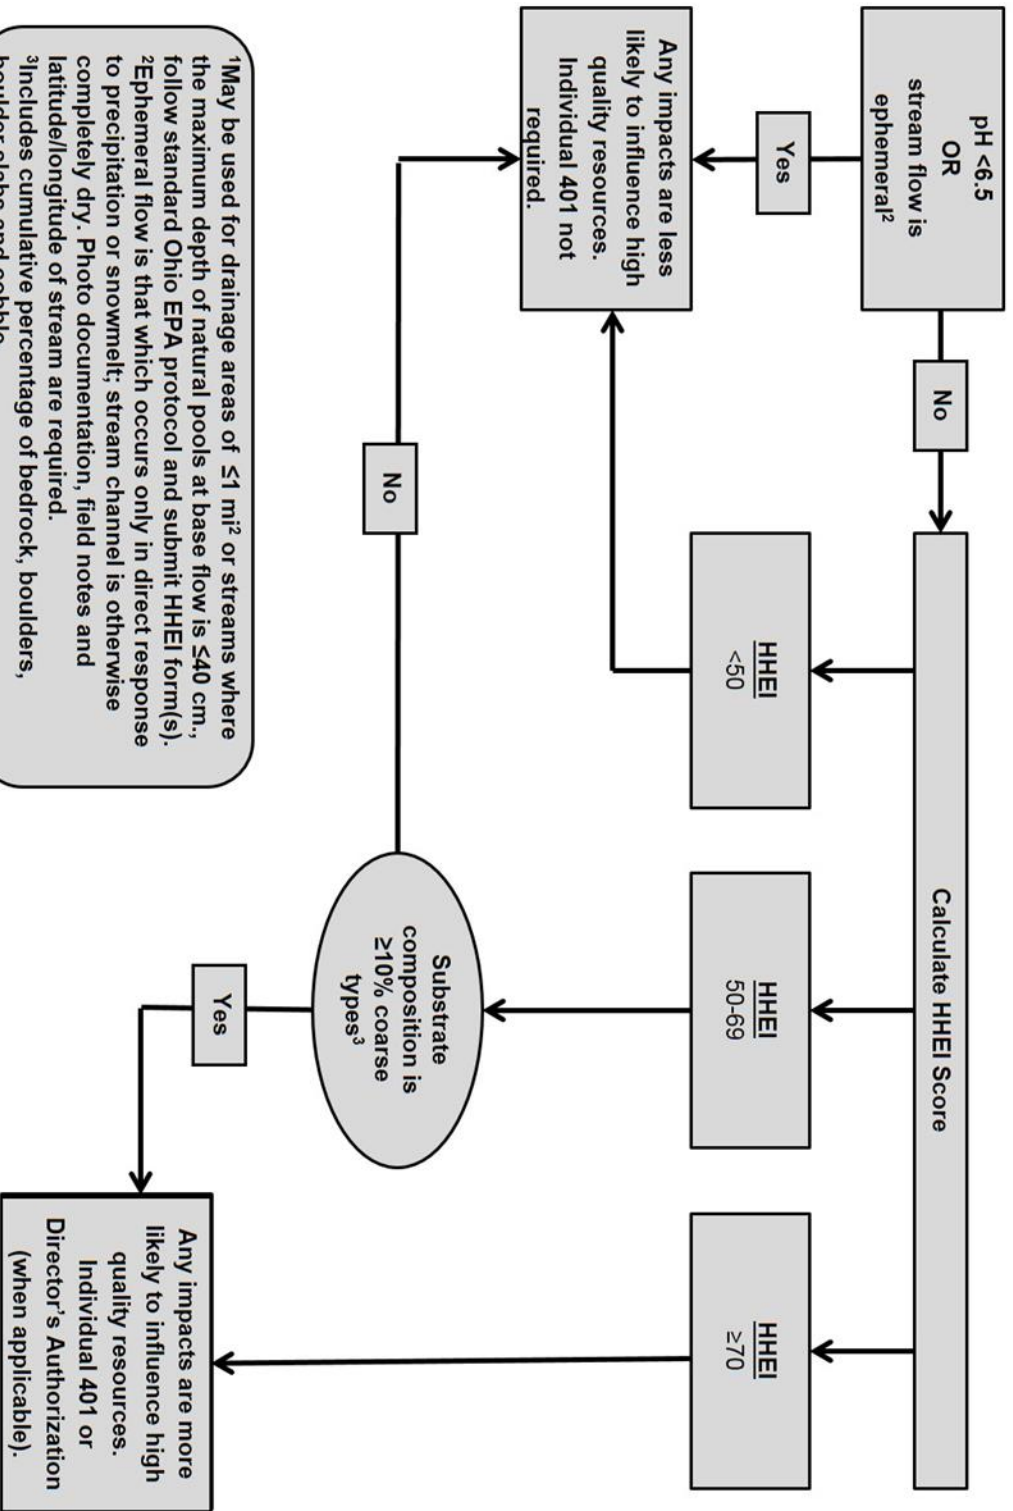 pH <6.5
OR
stream flow is
ephemeral²
No
Calculate HHEI Score
Yes
Any impacts are less
likely to influence high
quality resources.
Individual 401 not
required.
HHEI
<50
HHEI
50-69
HHEI
≥70
No
Substrate
composition is
≥10% coarse
types³
Yes
Any impacts are more
likely to influence high
quality resources.
Individual 401 or
Director's Authorization
(when applicable).
¹May be used for drainage areas of ≤1 mi² or streams where
the maximum depth of natural pools at base flow is ≤40 cm.,
follow standard Ohio EPA protocol and submit HHEI form(s).
²Ephemeral flow is that which occurs only in direct response
to precipitation or snowmelt; stream channel is otherwise
completely dry. Photo documentation, field notes and
latitude/longitude of stream are required.
³Includes cumulative percentage of bedrock, boulders,